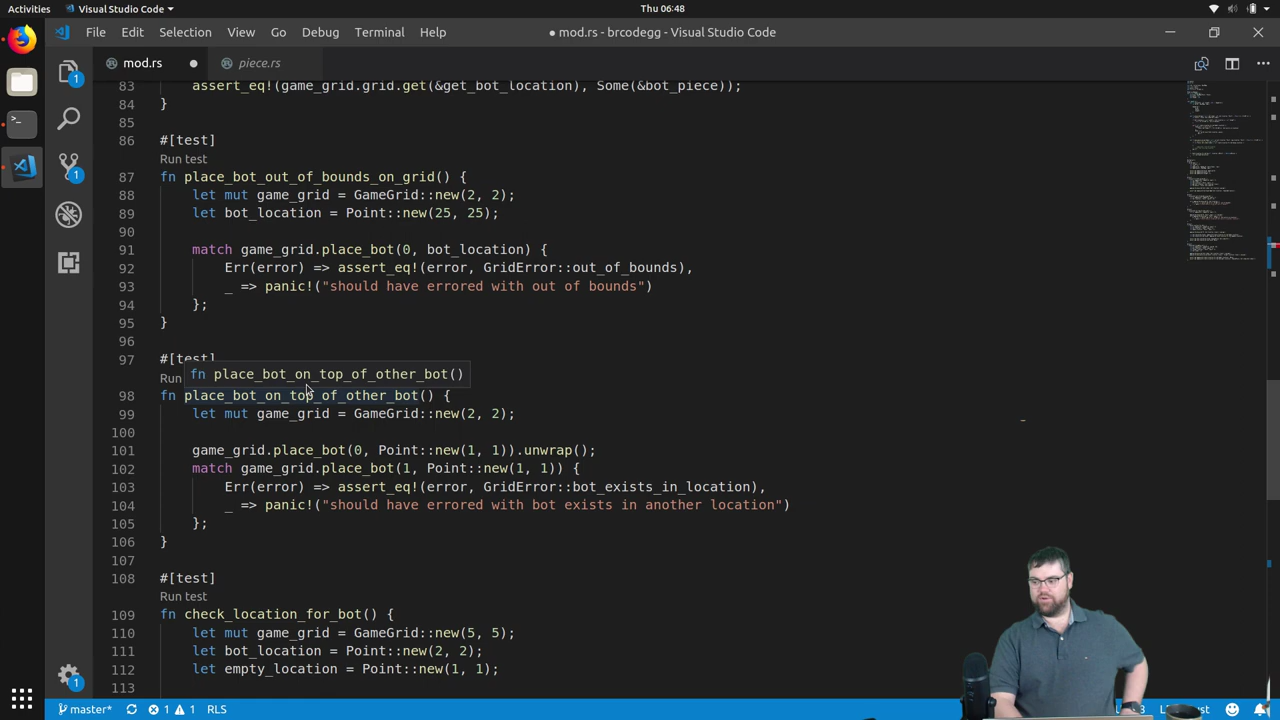 Activities
Visual Studio Code
Thu 06:48
File Edit Selection View Go Debug Terminal Help
● mod.rs - brcodegg - Visual Studio Code
mod.rs
piece.rs
83 assert_eq!(game_grid.grid.get(&get_bot_location), Some(&bot_piece));
84 }
85
86 #[test]
Run test
87 fn place_bot_out_of_bounds_on_grid() {
88 let mut game_grid = GameGrid::new(2, 2);
89 let bot_location = Point::new(25, 25);
90
91 match game_grid.place_bot(0, bot_location) {
92 Err(error) => assert_eq!(error, GridError::out_of_bounds),
93 _ => panic!("should have errored with out of bounds")
94 };
95 }
96
97 #[test]
fn place_bot_on_top_of_other_bot()
Run
98 fn place_bot_on_top_of_other_bot() {
99 let mut game_grid = GameGrid::new(2, 2);
100
101 game_grid.place_bot(0, Point::new(1, 1)).unwrap();
102 match game_grid.place_bot(1, Point::new(1, 1)) {
103 Err(error) => assert_eq!(error, GridError::bot_exists_in_location),
104 _ => panic!("should have errored with bot exists in another location")
105 };
106 }
107
108 #[test]
Run test
109 fn check_location_for_bot() {
110 let mut game_grid = GameGrid::new(5, 5);
111 let bot_location = Point::new(2, 2);
112 let empty_location = Point::new(1, 1);
113
1
1
1
master*
1
1
RLS